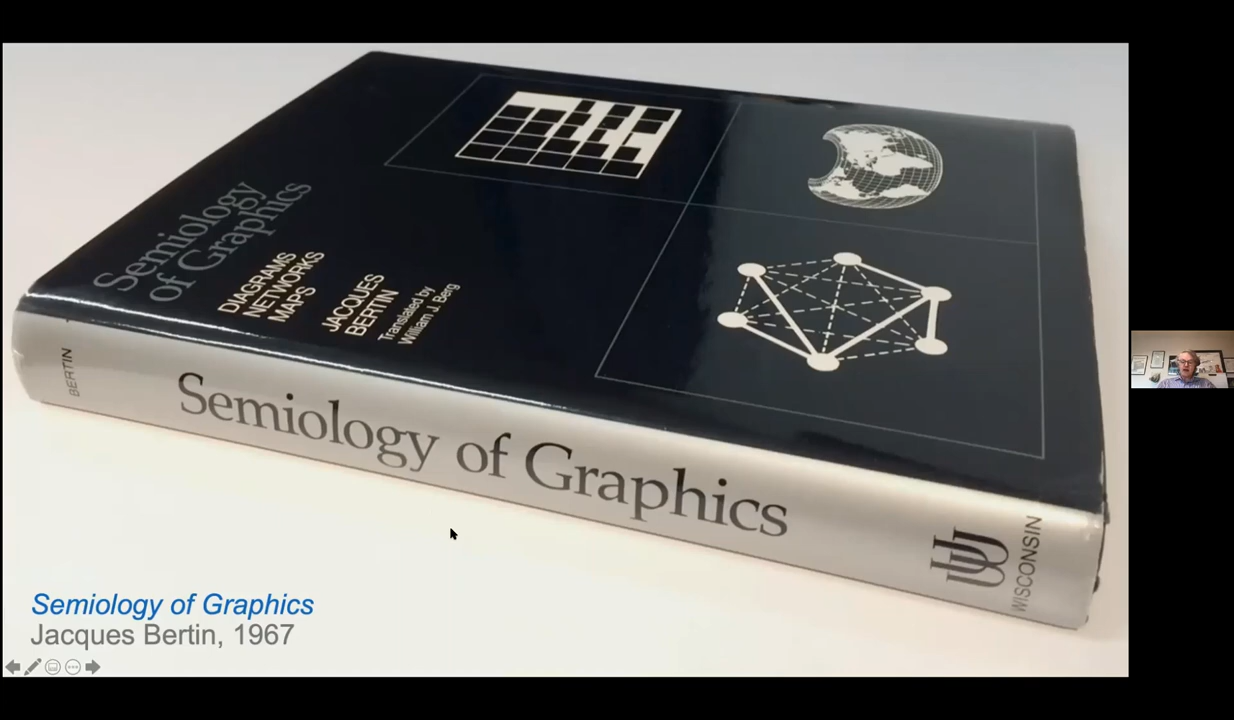 Semiology
of Graphics
DIAGRAMS
NETWORKS
MAPS
JACQUES
BERTIN
Translated by
William J. Berg
BERTIN
Semiology of Graphics
WISCONSIN
Semiology of Graphics
Jacques Bertin, 1967